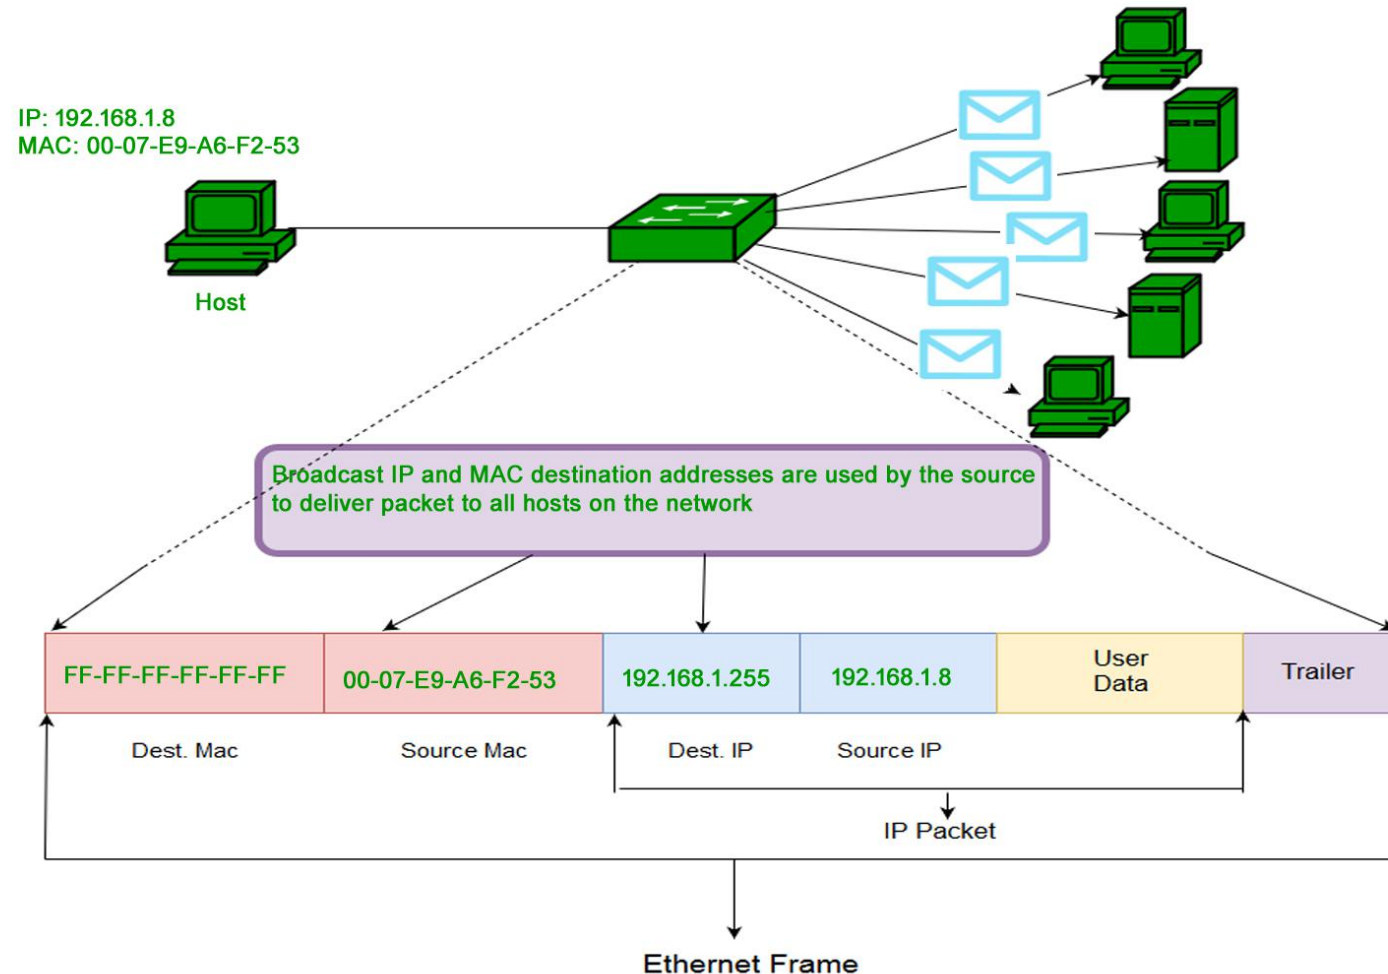 IP: 192.168.1.8
MAC: 00-07-E9-A6-F2-53
Host
Broadcast IP and MAC destination addresses are used by the source
to deliver packet to all hosts on the network
FF-FF-FF-FF-FF-FF
00-07-E9-A6-F2-53
192.168.1.255
192.168.1.8
User
Data
Trailer
Dest. Mac
Source Mac
Dest. IP
Source IP
IP Packet
Ethernet Frame